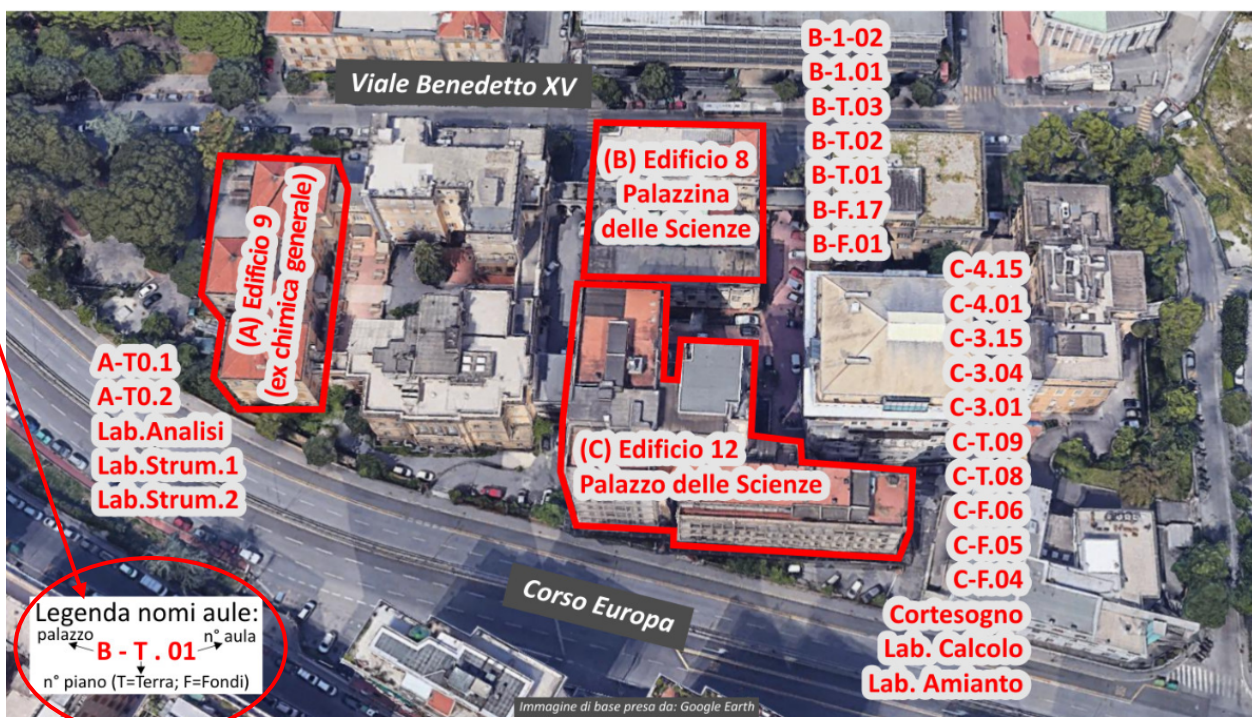 Viale Benedetto XV
(A) Edificio 9
(ex chimica generale)
(B) Edificio 8
Palazzina
delle Scienze
B-1-02
B-1.01
B-T.03
B-T.02
B-T.01
B-F.17
B-F.01
A-T0.1
A-T0.2
Lab.Analisi
Lab.Strum.1
Lab.Strum.2
(C) Edificio 12
Palazzo delle Scienze
C-4.15
C-4.01
C-3.15
C-3.04
C-3.01
C-T.09
C-T.08
C-F.06
C-F.05
C-F.04
Cortesogno
Lab. Calcolo
Lab. Amianto
Corso Europa
Legenda nomi aule:
palazzo
B - T . 01
n° aula
n° piano (T=Terra; F=Fondi)
Immagine di base presa da: Google Earth